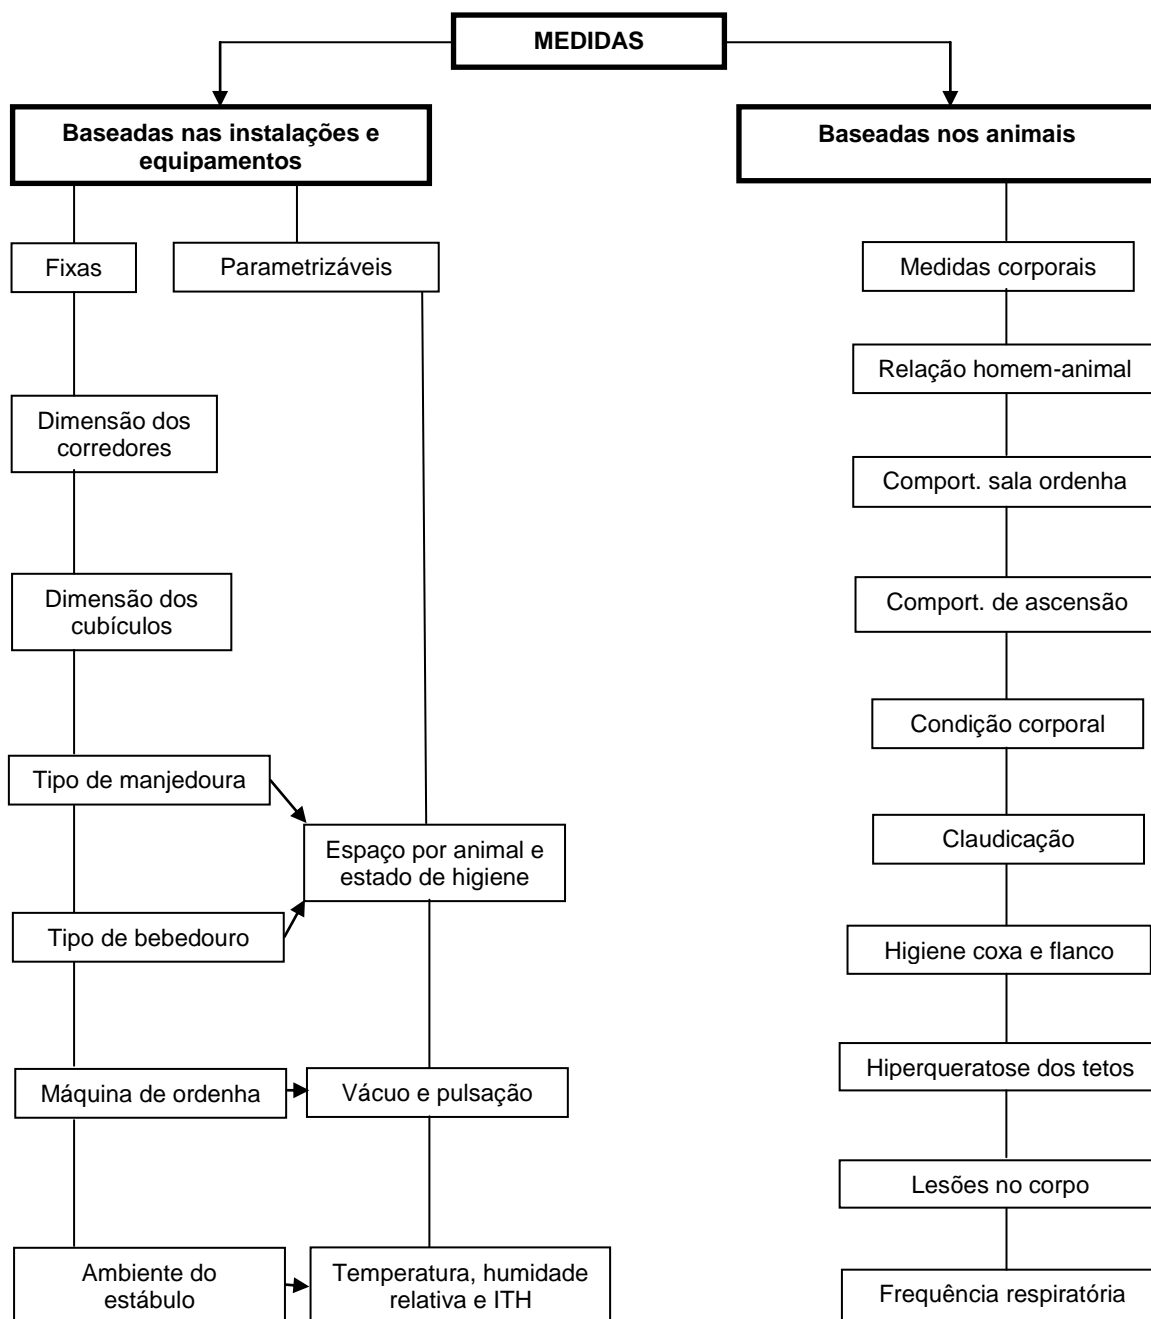 MEDIDAS
Baseadas nas instalações e
equipamentos
Baseadas nos animais
Fixas
Parametrizáveis
Medidas corporais
Relação homem-animal
Dimensão dos
corredores
Comport. sala ordenha
Dimensão dos
cubículos
Comport. de ascensão
Condição corporal
Tipo de manjedoura
Espaço por animal e
estado de higiene
Claudicação
Tipo de bebedouro
Higiene coxa e flanco
Máquina de ordenha
Vácuo e pulsação
Hiperqueratose dos tetos
Lesões no corpo
Ambiente do
estábulo
Temperatura, humidade
relativa e ITH
Frequência respiratória